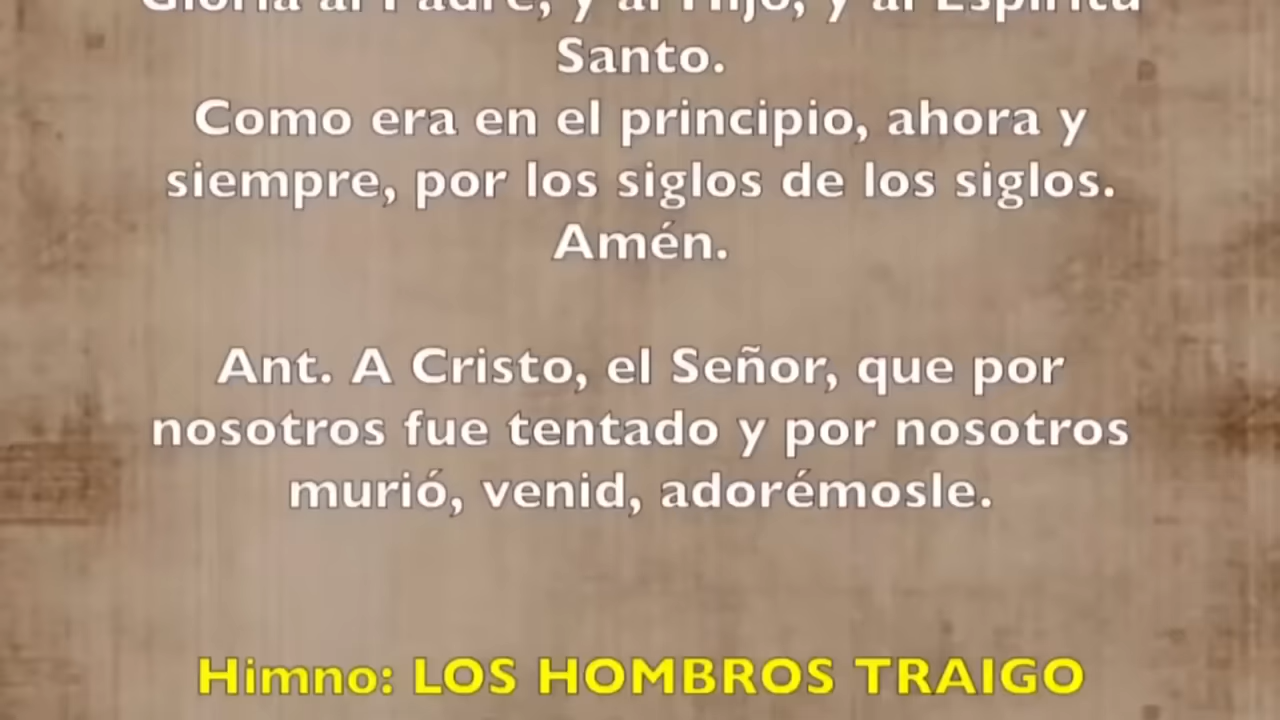 Gloria al Padre, y al Hijo, y al Espíritu
Santo.
Como era en el principio, ahora y
siempre, por los siglos de los siglos.
Amén.
Ant. A Cristo, el Señor, que por
nosotros fue tentado y por nosotros
murió, venid, adorémosle.
Himno: LOS HOMBROS TRAIGO